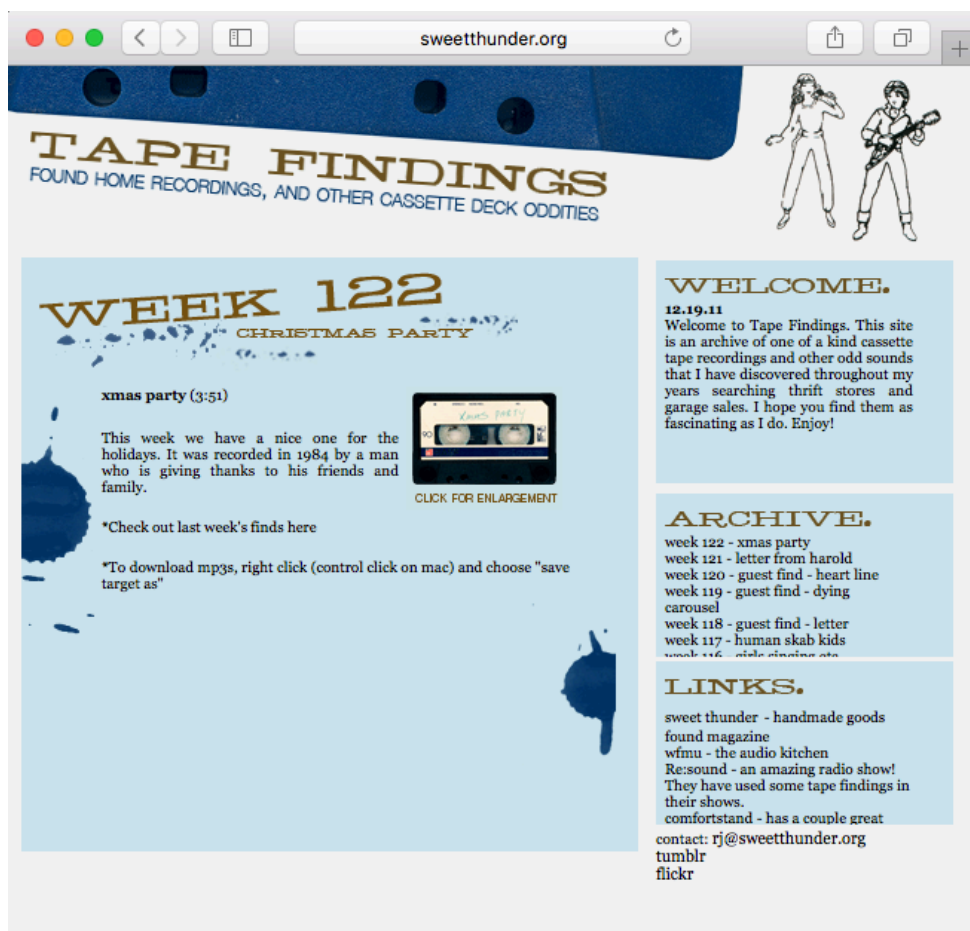 sweetthunder.org
TAPE FINDINGS
FOUND HOME RECORDINGS, AND OTHER CASSETTE DECK ODDITIES
WEEK 122
CHRISTMAS PARTY
xmas party (3:51)
This week we have a nice one for the
holidays. It was recorded in 1984 by a man
who is giving thanks to his friends and
family.
XMAS PARTY
90
CLICK FOR ENLARGEMENT
*Check out last week's finds here
*To download mp3s, right click (control click on mac) and choose "save
target as"
WELCOME.
12.19.11
Welcome to Tape Findings. This site
is an archive of one of a kind cassette
tape recordings and other odd sounds
that I have discovered throughout my
years searching thrift stores and
garage sales. I hope you find them as
fascinating as I do. Enjoy!
ARCHIVE.
week 122 - xmas party
week 121 - letter from harold
week 120 - guest find - heart line
week 119 - guest find - dying
carousel
week 118 - guest find - letter
week 117 - human skab kids
week 116 - girls singing etc
LINKS.
sweet thunder - handmade goods
found magazine
wfmu - the audio kitchen
Re:sound - an amazing radio show!
They have used some tape findings in
their shows.
comfortstand - has a couple great
contact: rj@sweetthunder.org
tumblr
flickr